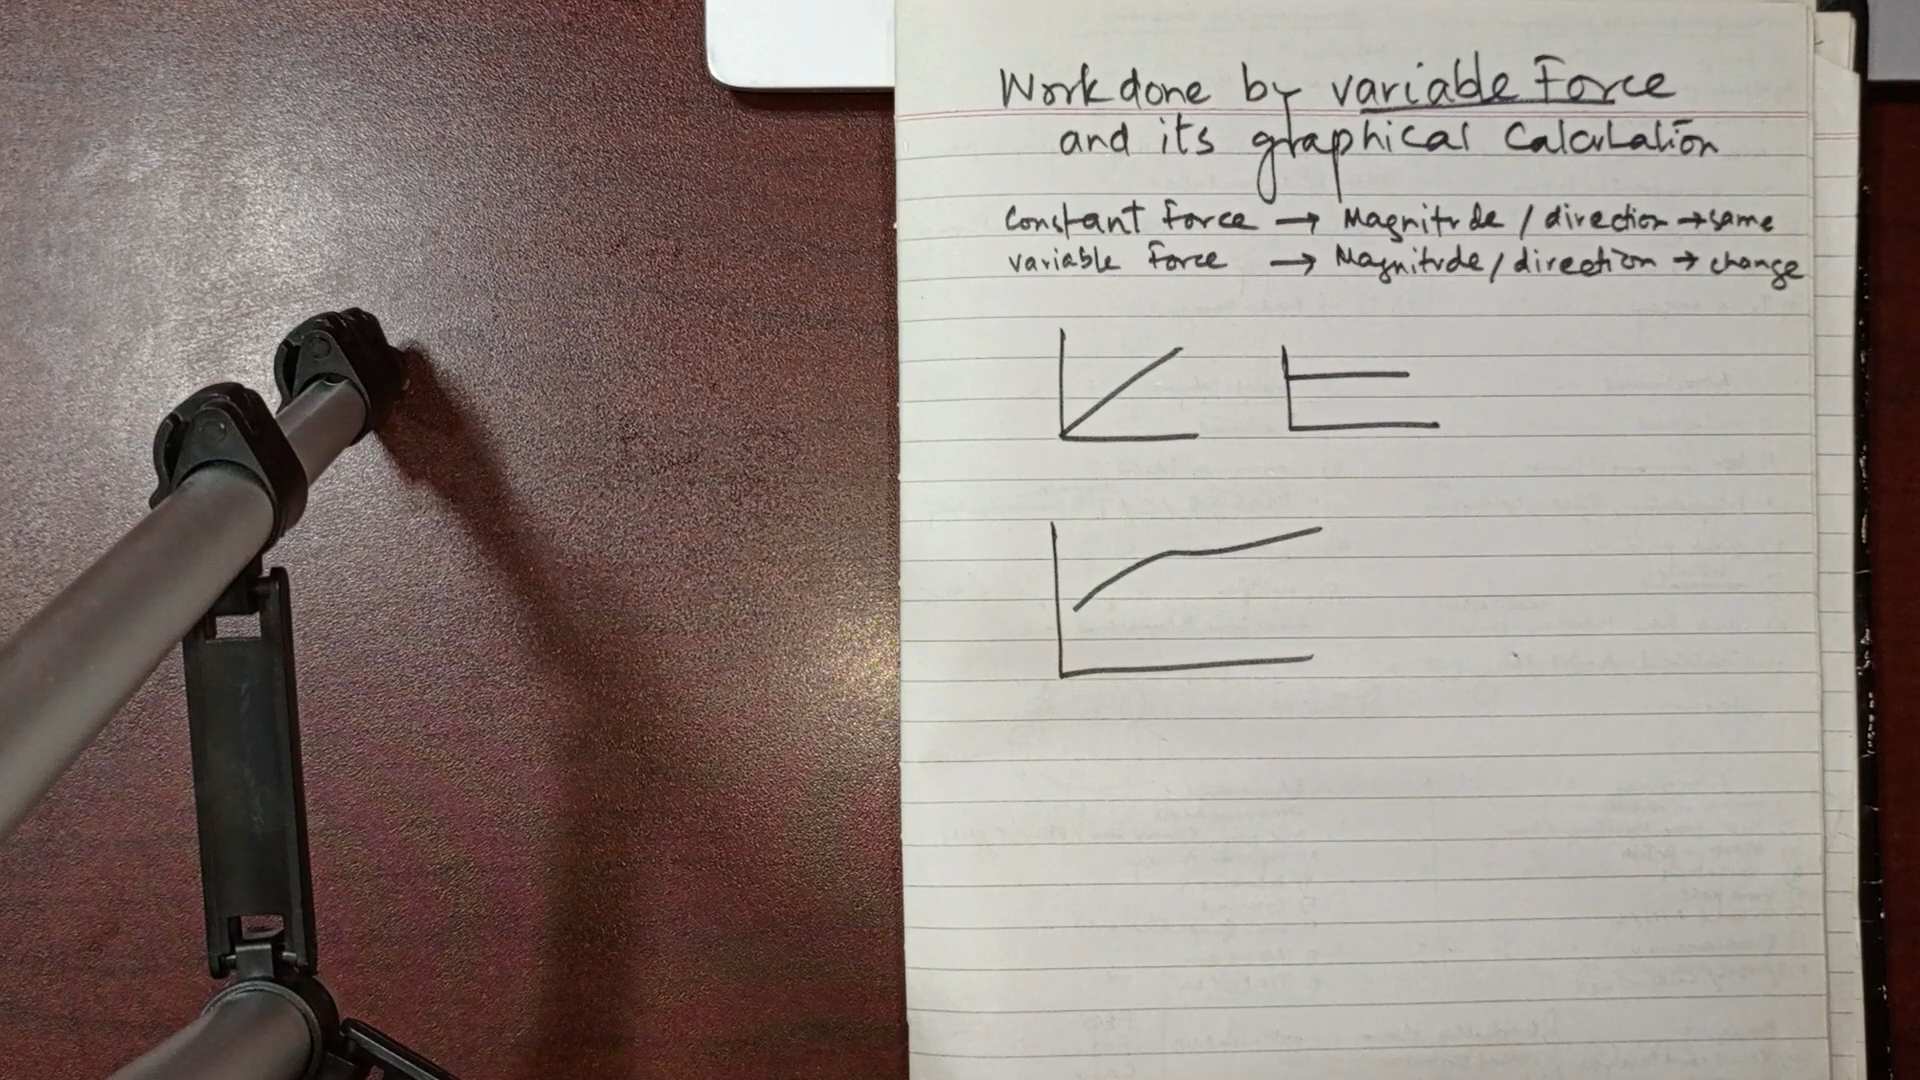 Work done by variable Force
and its graphical Calculation
Constant Force → Magnitude / direction → same
variable Force → Magnitude / direction → change